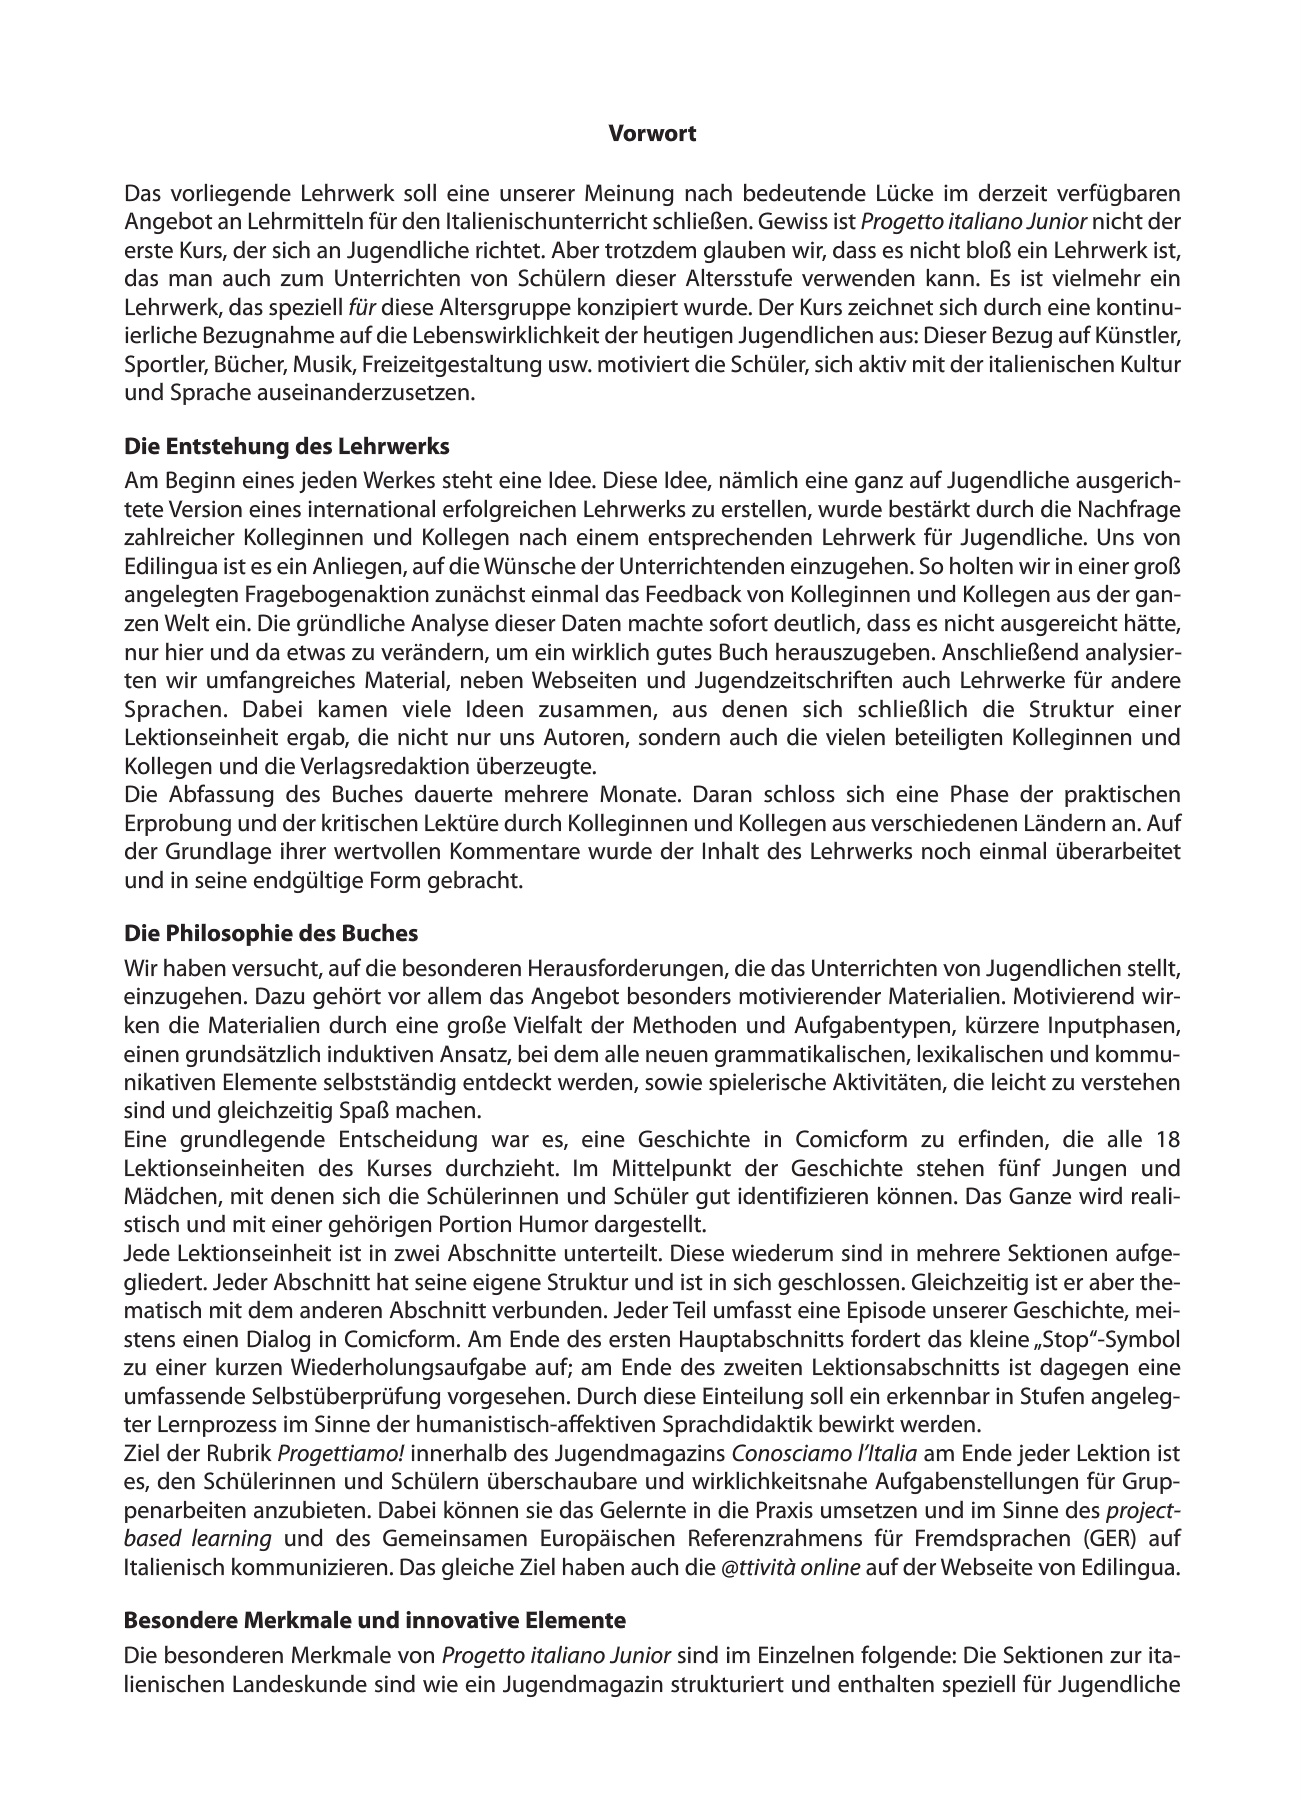 Vorwort
Das vorliegende Lehrwerk soll eine unserer Meinung nach bedeutende Lücke im derzeit verfügbaren
Angebot an Lehrmitteln für den Italienischunterricht schließen. Gewiss ist Progetto italiano Junior nicht der
erste Kurs, der sich an Jugendliche richtet. Aber trotzdem glauben wir, dass es nicht bloß ein Lehrwerk ist,
das man auch zum Unterrichten von Schülern dieser Altersstufe verwenden kann. Es ist vielmehr ein
Lehrwerk, das speziell für diese Altersgruppe konzipiert wurde. Der Kurs zeichnet sich durch eine kontinu-
ierliche Bezugnahme auf die Lebenswirklichkeit der heutigen Jugendlichen aus: Dieser Bezug auf Künstler,
Sportler, Bücher, Musik, Freizeitgestaltung usw. motiviert die Schüler, sich aktiv mit der italienischen Kultur
und Sprache auseinanderzusetzen.
Die Entstehung des Lehrwerks
Am Beginn eines jeden Werkes steht eine Idee. Diese Idee, nämlich eine ganz auf Jugendliche ausgerich-
tete Version eines international erfolgreichen Lehrwerks zu erstellen, wurde bestärkt durch die Nachfrage
zahlreicher Kolleginnen und Kollegen nach einem entsprechenden Lehrwerk für Jugendliche. Uns von
Edilingua ist es ein Anliegen, auf die Wünsche der Unterrichtenden einzugehen. So holten wir in einer groß
angelegten Fragebogenaktion zunächst einmal das Feedback von Kolleginnen und Kollegen aus der gan-
zen Welt ein. Die gründliche Analyse dieser Daten machte sofort deutlich, dass es nicht ausgereicht hätte,
nur hier und da etwas zu verändern, um ein wirklich gutes Buch herauszugeben. Anschließend analysier-
ten wir umfangreiches Material, neben Webseiten und Jugendzeitschriften auch Lehrwerke für andere
Sprachen. Dabei kamen viele Ideen zusammen, aus denen sich schließlich die Struktur einer
Lektionseinheit ergab, die nicht nur uns Autoren, sondern auch die vielen beteiligten Kolleginnen und
Kollegen und die Verlagsredaktion überzeugte.
Die Abfassung des Buches dauerte mehrere Monate. Daran schloss sich eine Phase der praktischen
Erprobung und der kritischen Lektüre durch Kolleginnen und Kollegen aus verschiedenen Ländern an. Auf
der Grundlage ihrer wertvollen Kommentare wurde der Inhalt des Lehrwerks noch einmal überarbeitet
und in seine endgültige Form gebracht.
Die Philosophie des Buches
Wir haben versucht, auf die besonderen Herausforderungen, die das Unterrichten von Jugendlichen stellt,
einzugehen. Dazu gehört vor allem das Angebot besonders motivierender Materialien. Motivierend wir-
ken die Materialien durch eine große Vielfalt der Methoden und Aufgabentypen, kürzere Inputphasen,
einen grundsätzlich induktiven Ansatz, bei dem alle neuen grammatikalischen, lexikalischen und kommu-
nikativen Elemente selbstständig entdeckt werden, sowie spielerische Aktivitäten, die leicht zu verstehen
sind und gleichzeitig Spaß machen.
Eine grundlegende Entscheidung war es, eine Geschichte in Comicform zu erfinden, die alle 18
Lektionseinheiten des Kurses durchzieht. Im Mittelpunkt der Geschichte stehen fünf Jungen und
Mädchen, mit denen sich die Schülerinnen und Schüler gut identifizieren können. Das Ganze wird reali-
stisch und mit einer gehörigen Portion Humor dargestellt.
Jede Lektionseinheit ist in zwei Abschnitte unterteilt. Diese wiederum sind in mehrere Sektionen aufge-
gliedert. Jeder Abschnitt hat seine eigene Struktur und ist in sich geschlossen. Gleichzeitig ist er aber the-
matisch mit dem anderen Abschnitt verbunden. Jeder Teil umfasst eine Episode unserer Geschichte, mei-
stens einen Dialog in Comicform. Am Ende des ersten Hauptabschnitts fordert das kleine „Stop“-Symbol
zu einer kurzen Wiederholungsaufgabe auf; am Ende des zweiten Lektionsabschnitts ist dagegen eine
umfassende Selbstüberprüfung vorgesehen. Durch diese Einteilung soll ein erkennbar in Stufen angeleg-
ter Lernprozess im Sinne der humanistisch-affektiven Sprachdidaktik bewirkt werden.
Ziel der Rubrik Progettiamo! innerhalb des Jugendmagazins Conosciamo l’Italia am Ende jeder Lektion ist
es, den Schülerinnen und Schülern überschaubare und wirklichkeitsnahe Aufgabenstellungen für Grup-
penarbeiten anzubieten. Dabei können sie das Gelernte in die Praxis umsetzen und im Sinne des project-
based learning und des Gemeinsamen Europäischen Referenzrahmens für Fremdsprachen (GER) auf
Italienisch kommunizieren. Das gleiche Ziel haben auch die @ttività online auf der Webseite von Edilingua.
Besondere Merkmale und innovative Elemente
Die besonderen Merkmale von Progetto italiano Junior sind im Einzelnen folgende: Die Sektionen zur ita-
lienischen Landeskunde sind wie ein Jugendmagazin strukturiert und enthalten speziell für Jugendliche